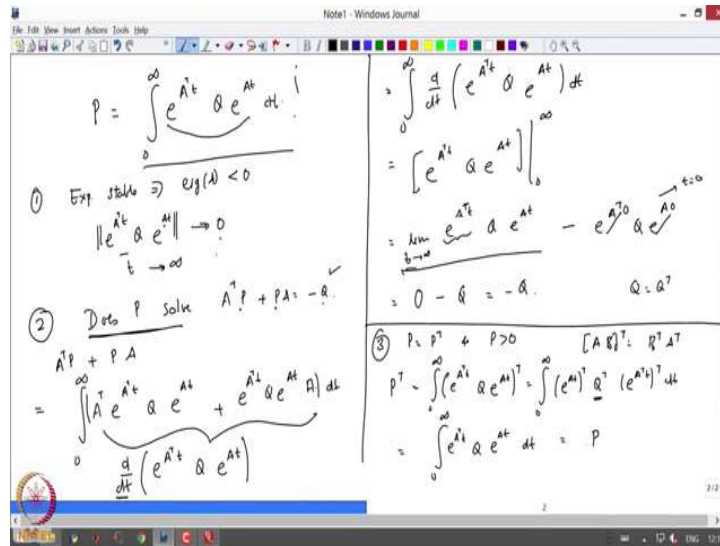 Note1 - Windows Journal
File Edit View Insert Actions Tools Help
P = ∫₀^∞ e^{Aᵀt} Q e^{At} dt
① Exp. stable ⇒ eig(A) < 0
‖e^{Aᵀt} Q e^{At}‖ → 0
t → ∞
② Does P solve AᵀP + PA = -Q ✓
AᵀP + PA
= ∫₀^∞ (Aᵀ e^{Aᵀt} Q e^{At} + e^{Aᵀt} Q e^{At} A) dt
d/dt (e^{Aᵀt} Q e^{At})
= ∫₀^∞ d/dt (e^{Aᵀt} Q e^{At}) dt
= [e^{Aᵀt} Q e^{At}] |₀^∞
= lim_{t→∞} e^{Aᵀt} Q e^{At} - e^{Aᵀ0} Q e^{A0} → t=0
= 0 - Q = -Q. Q = Qᵀ
③ P = Pᵀ & P>0 [AB]ᵀ = BᵀAᵀ
Pᵀ = ∫₀^∞ (e^{Aᵀt} Q e^{At})ᵀ = ∫₀^∞ (e^{At})ᵀ Qᵀ (e^{Aᵀt})ᵀ dt
= ∫₀^∞ e^{Aᵀt} Q e^{At} dt = P
2/2
2
NPTEL
ENG